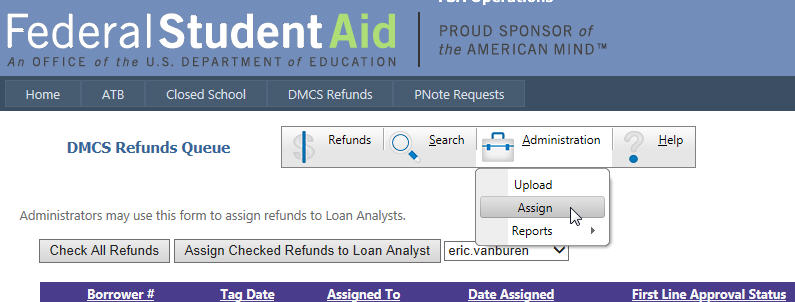 FSA Operations
Federal Student Aid
An OFFICE of the U.S. DEPARTMENT of EDUCATION
PROUD SPONSOR of
the AMERICAN MIND™
Home ATB Closed School DMCS Refunds PNote Requests
DMCS Refunds Queue
Refunds Search Administration Help
Upload
Assign
Reports
Administrators may use this form to assign refunds to Loan Analysts.
Check All Refunds Assign Checked Refunds to Loan Analyst eric.vanburen
Borrower # Tag Date Assigned To Date Assigned First Line Approval Status